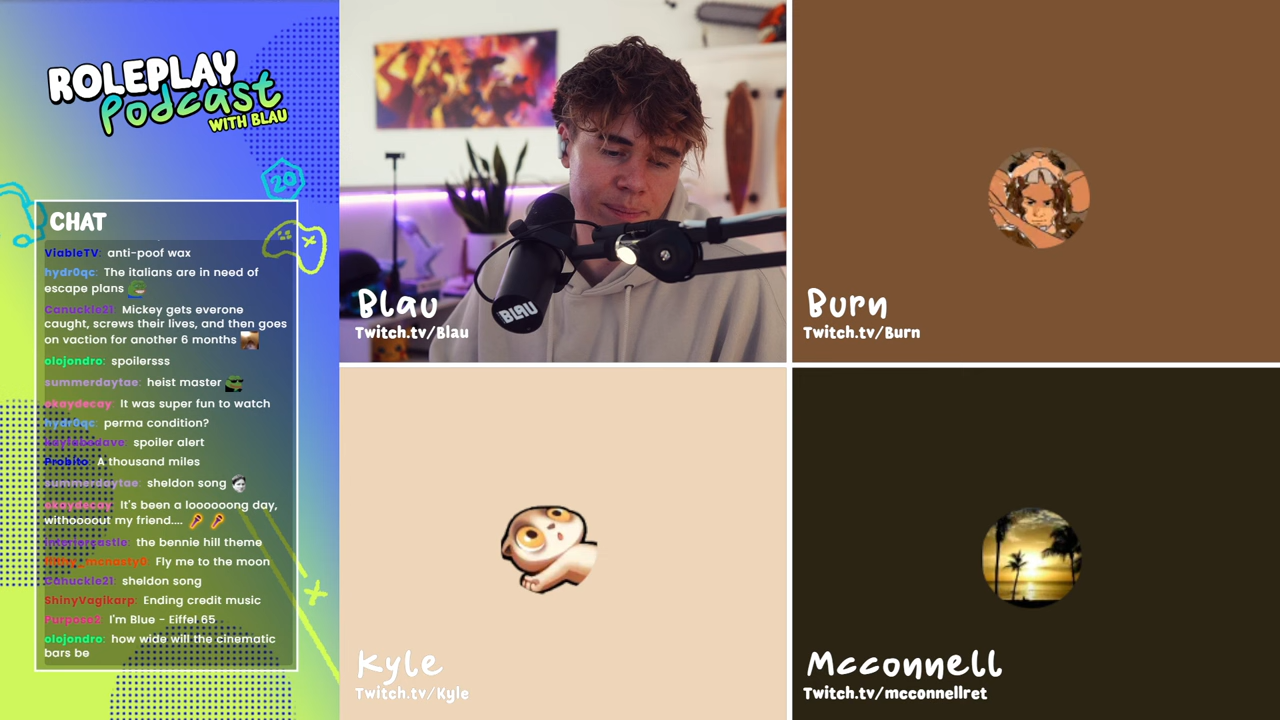 ROLEPLAY
Podcast
WITH BLAU
20
CHAT
ViableTV: anti-poof wax
hydr0qc: The italians are in need of
escape plans
Canuckle21: Mickey gets everone
caught, screws their lives, and then goes
on vaction for another 6 months
olojondro: spoilersss
summerdaytae: heist master
okaydecay: It was super fun to watch
hydr0qc: perma condition?
spoiler alert
Probito: A thousand miles
summerdaytae: sheldon song
okaydecay: It's been a loooooong day,
withooooout my friend....
the bennie hill theme
Fly me to the moon
Canuckle21: sheldon song
ShinyVagikarp: Ending credit music
Purpose2: I'm Blue - Eiffel 65
olojondro: how wide will the cinematic
bars be
BLAU
Blau
Twitch.tv/Blau
Burn
Twitch.tv/Burn
Kyle
Twitch.tv/Kyle
Mcconnell
Twitch.tv/mcconnellret